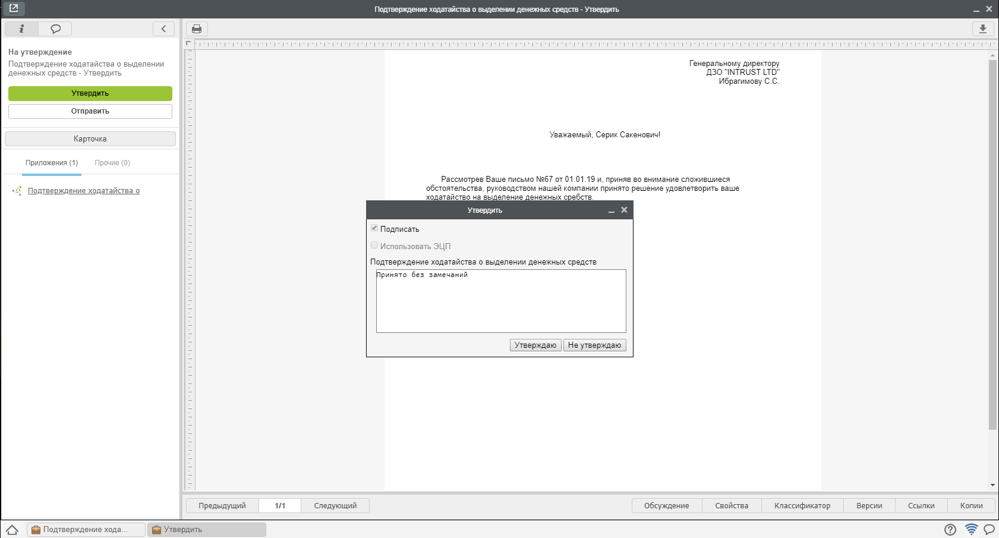 Подтверждение ходатайства о выделении денежных средств - Утвердить
На утверждение
Подтверждение ходатайства о выделении
денежных средств - Утвердить
Утвердить
Отправить
Карточка
Приложения (1) Прочие (0)
Подтверждение ходатайства о
Генеральному директору
ДЗО "INTRUST LTD"
Ибрагимову С.С.
Уважаемый, Серик Сакенович!
Рассмотрев Ваше письмо №67 от 01.01.19 и, приняв во внимание сложившиеся
обстоятельства, руководством нашей компании принято решение удовлетворить ваше
ходатайство на выделение денежных сребств.
Утвердить
Подписать
Использовать ЭЦП
Подтверждение ходатайства о выделении денежных средств
Принято без замечаний
Утверждаю Не утверждаю
Предыдущий 1/1 Следующий Обсуждение Свойства Классификатор Версии Ссылки Копии
Подтверждение хода... Утвердить